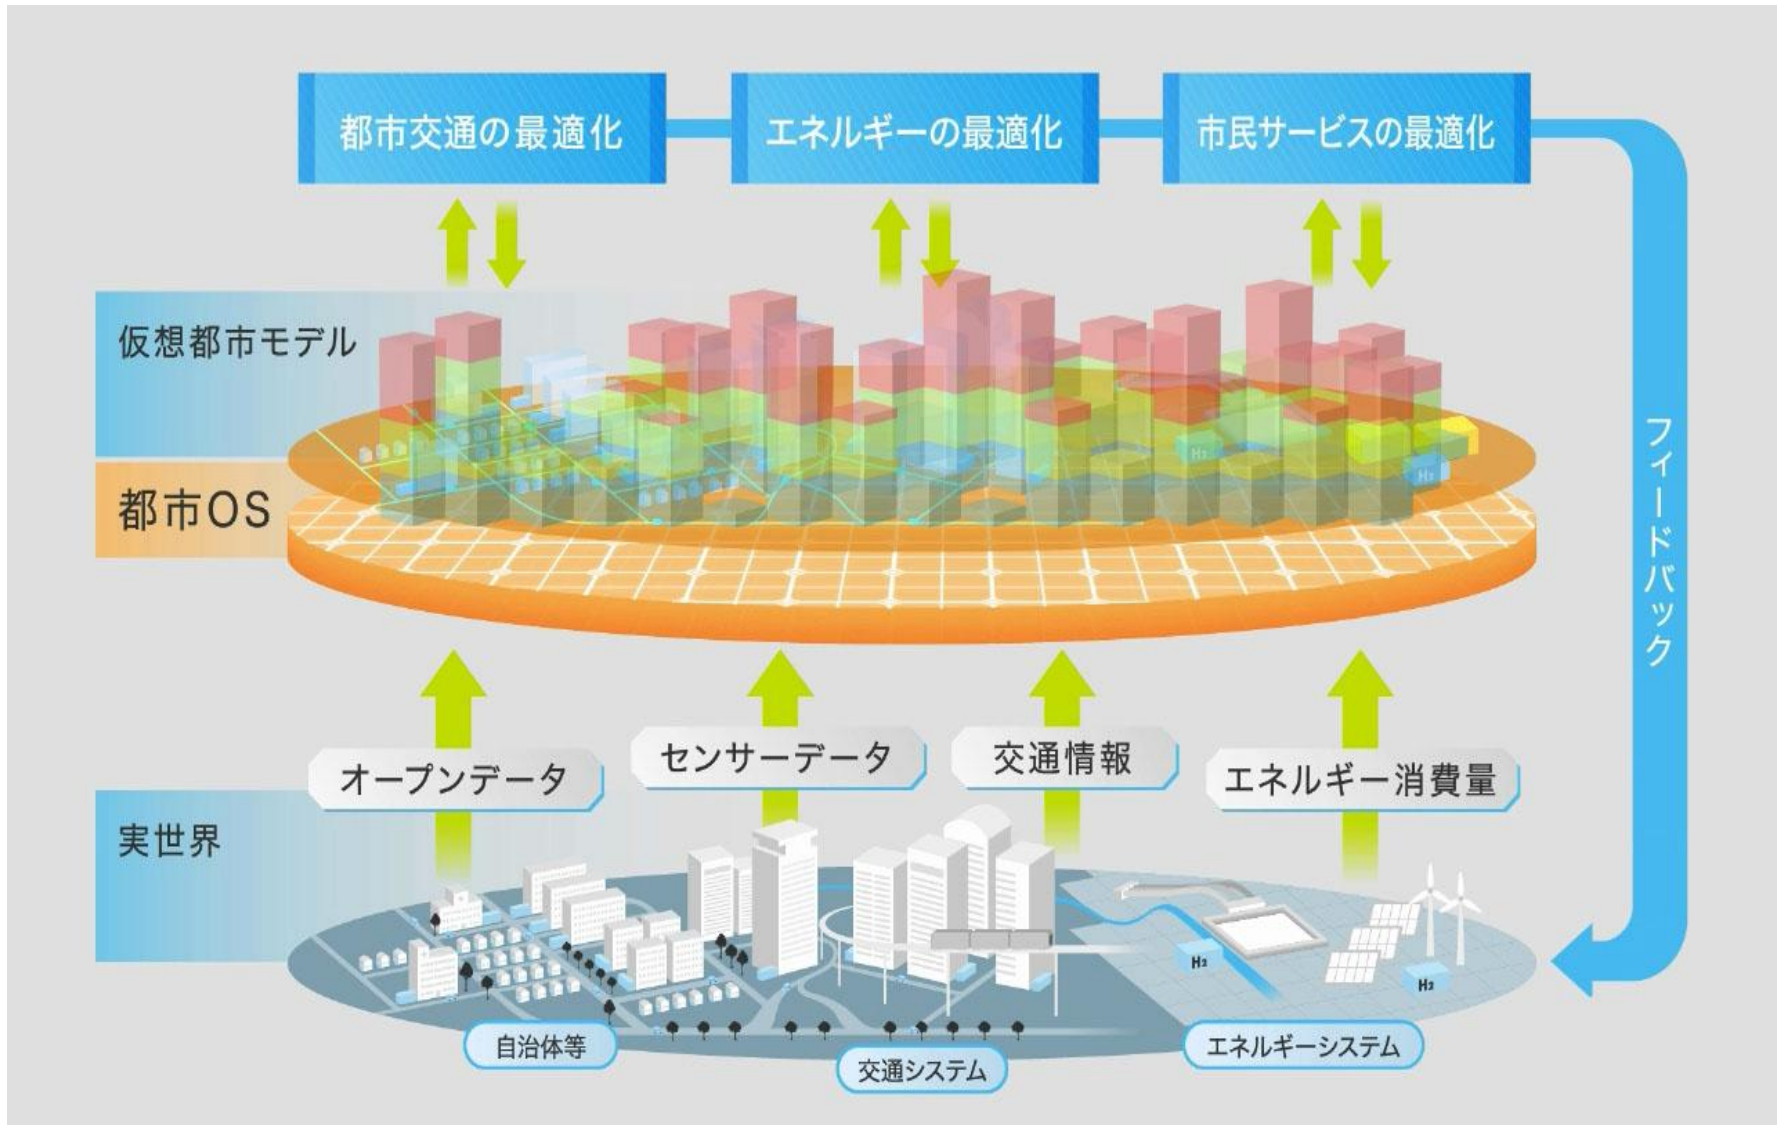 都市交通の最適化
エネルギーの最適化
市民サービスの最適化
仮想都市モデル
都市OS
フィードバック
H₂
H₂
オープンデータ
センサーデータ
交通情報
エネルギー消費量
実世界
H₂
H₂
自治体等
交通システム
エネルギーシステム